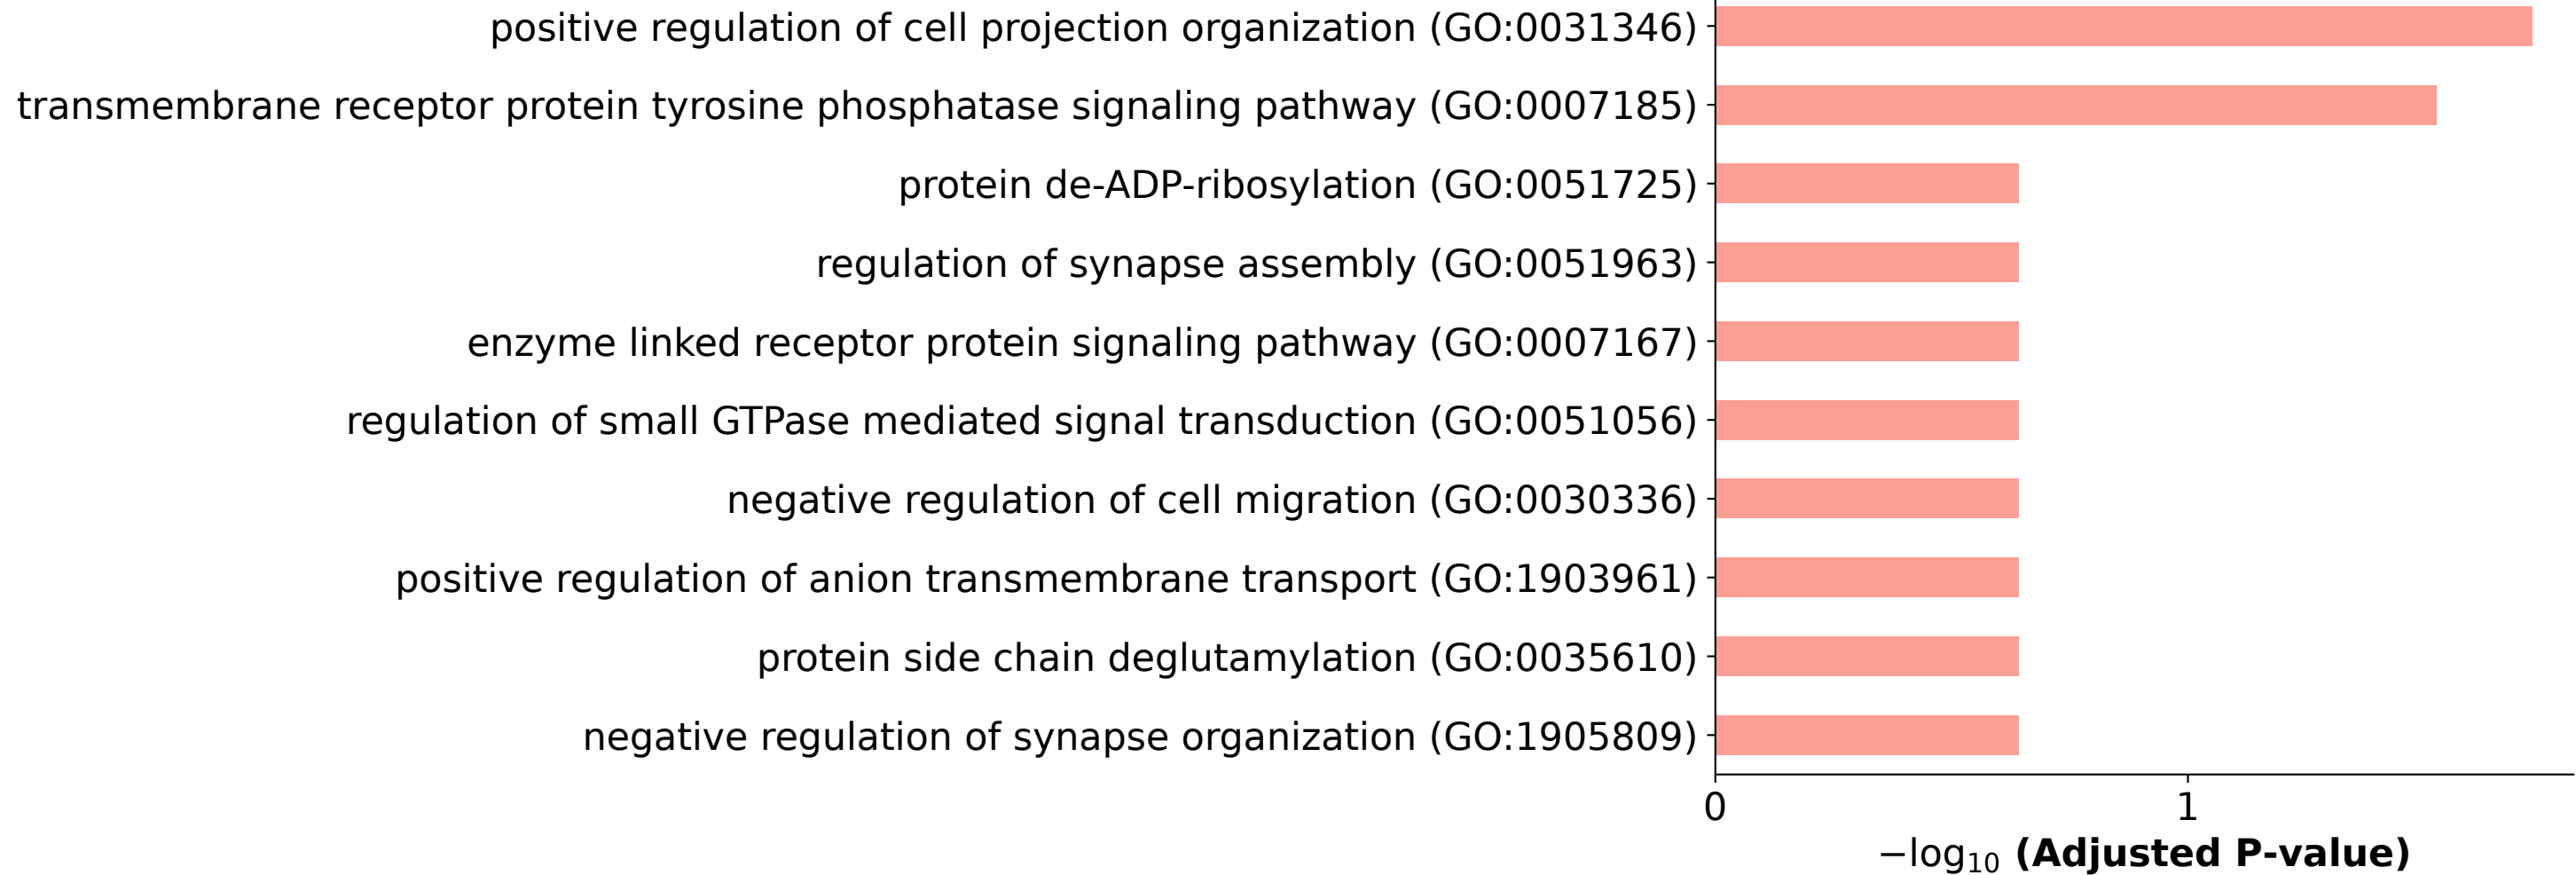 positive regulation of cell projection organization (GO:0031346)
transmembrane receptor protein tyrosine phosphatase signaling pathway (GO:0007185)
protein de-ADP-ribosylation (GO:0051725)
regulation of synapse assembly (GO:0051963)
enzyme linked receptor protein signaling pathway (GO:0007167)
regulation of small GTPase mediated signal transduction (GO:0051056)
negative regulation of cell migration (GO:0030336)
positive regulation of anion transmembrane transport (GO:1903961)
protein side chain deglutamylation (GO:0035610)
negative regulation of synapse organization (GO:1905809)
0 1
−log₁₀ (Adjusted P-value)